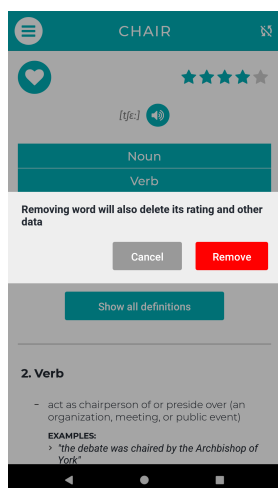 CHAIR
[tʃɛː]
Noun
Verb
Removing word will also delete its rating and other
data
Cancel
Remove
Show all definitions
2. Verb
– act as chairperson of or preside over (an
organization, meeting, or public event)
EXAMPLES:
> "the debate was chaired by the Archbishop of
York"